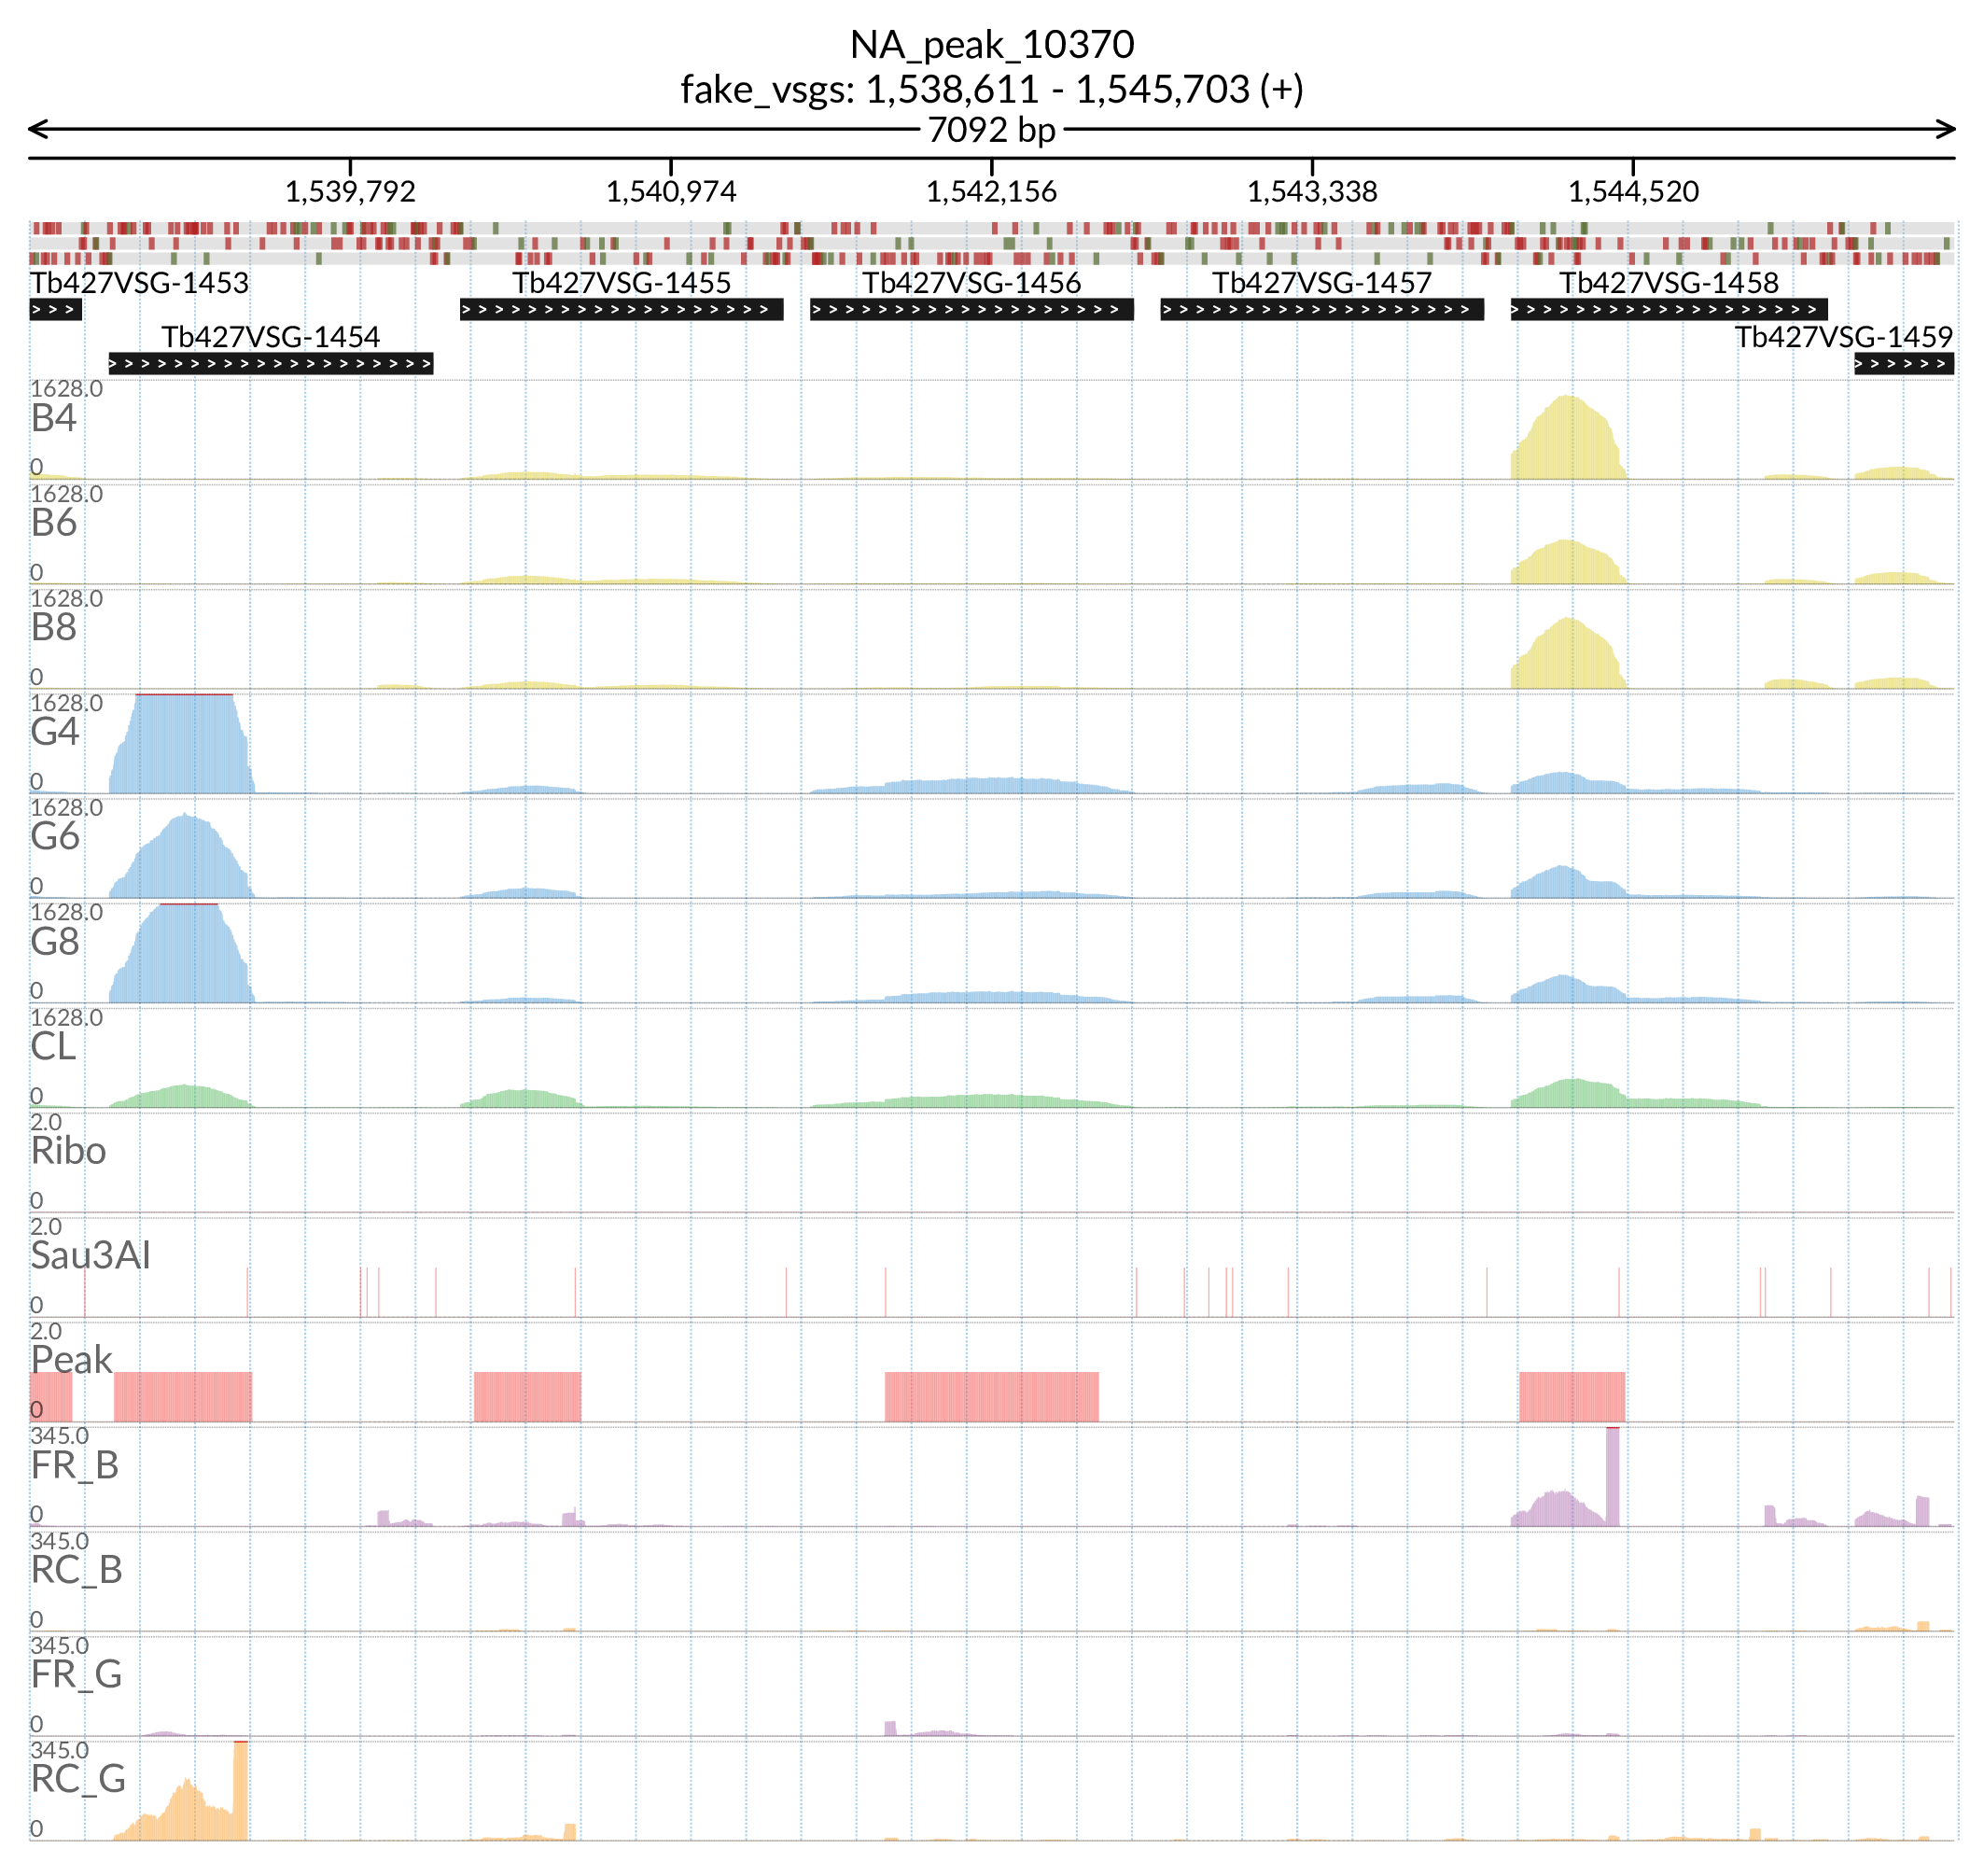 NA_peak_10370
fake_vsgs: 1,538,611 - 1,545,703 (+)
7092 bp
1,539,792 1,540,974 1,542,156 1,543,338 1,544,520
Tb427VSG-1453 Tb427VSG-1455 Tb427VSG-1456 Tb427VSG-1457 Tb427VSG-1458
Tb427VSG-1454 Tb427VSG-1459
1628.0
B4
0
1628.0
B6
0
1628.0
B8
0
1628.0
G4
0
1628.0
G6
0
1628.0
G8
0
1628.0
CL
0
2.0
Ribo
0
2.0
Sau3AI
0
2.0
Peak
0
345.0
FR_B
0
345.0
RC_B
0
345.0
FR_G
0
345.0
RC_G
0